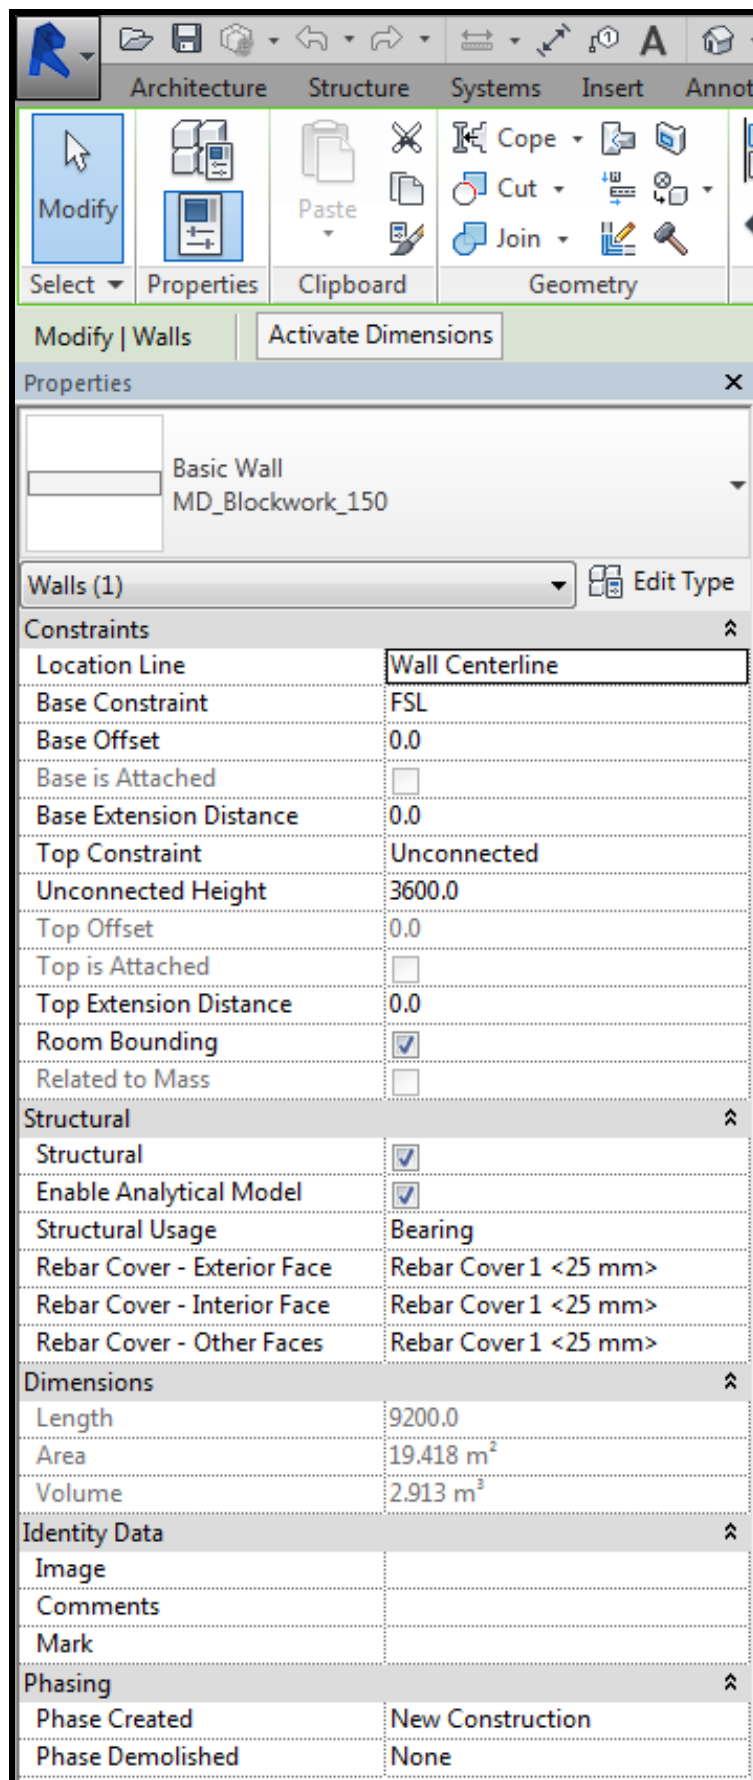 Architecture Structure Systems Insert Annot
Modify
Paste
Cope
Cut
Join
Select Properties Clipboard Geometry
Modify | Walls Activate Dimensions
Properties
Basic Wall
MD_Blockwork_150
Walls (1) Edit Type
Constraints
Location Line Wall Centerline
Base Constraint FSL
Base Offset 0.0
Base is Attached
Base Extension Distance 0.0
Top Constraint Unconnected
Unconnected Height 3600.0
Top Offset 0.0
Top is Attached
Top Extension Distance 0.0
Room Bounding
Related to Mass
Structural
Structural
Enable Analytical Model
Structural Usage Bearing
Rebar Cover - Exterior Face Rebar Cover 1 <25 mm>
Rebar Cover - Interior Face Rebar Cover 1 <25 mm>
Rebar Cover - Other Faces Rebar Cover 1 <25 mm>
Dimensions
Length 9200.0
Area 19.418 m²
Volume 2.913 m³
Identity Data
Image
Comments
Mark
Phasing
Phase Created New Construction
Phase Demolished None